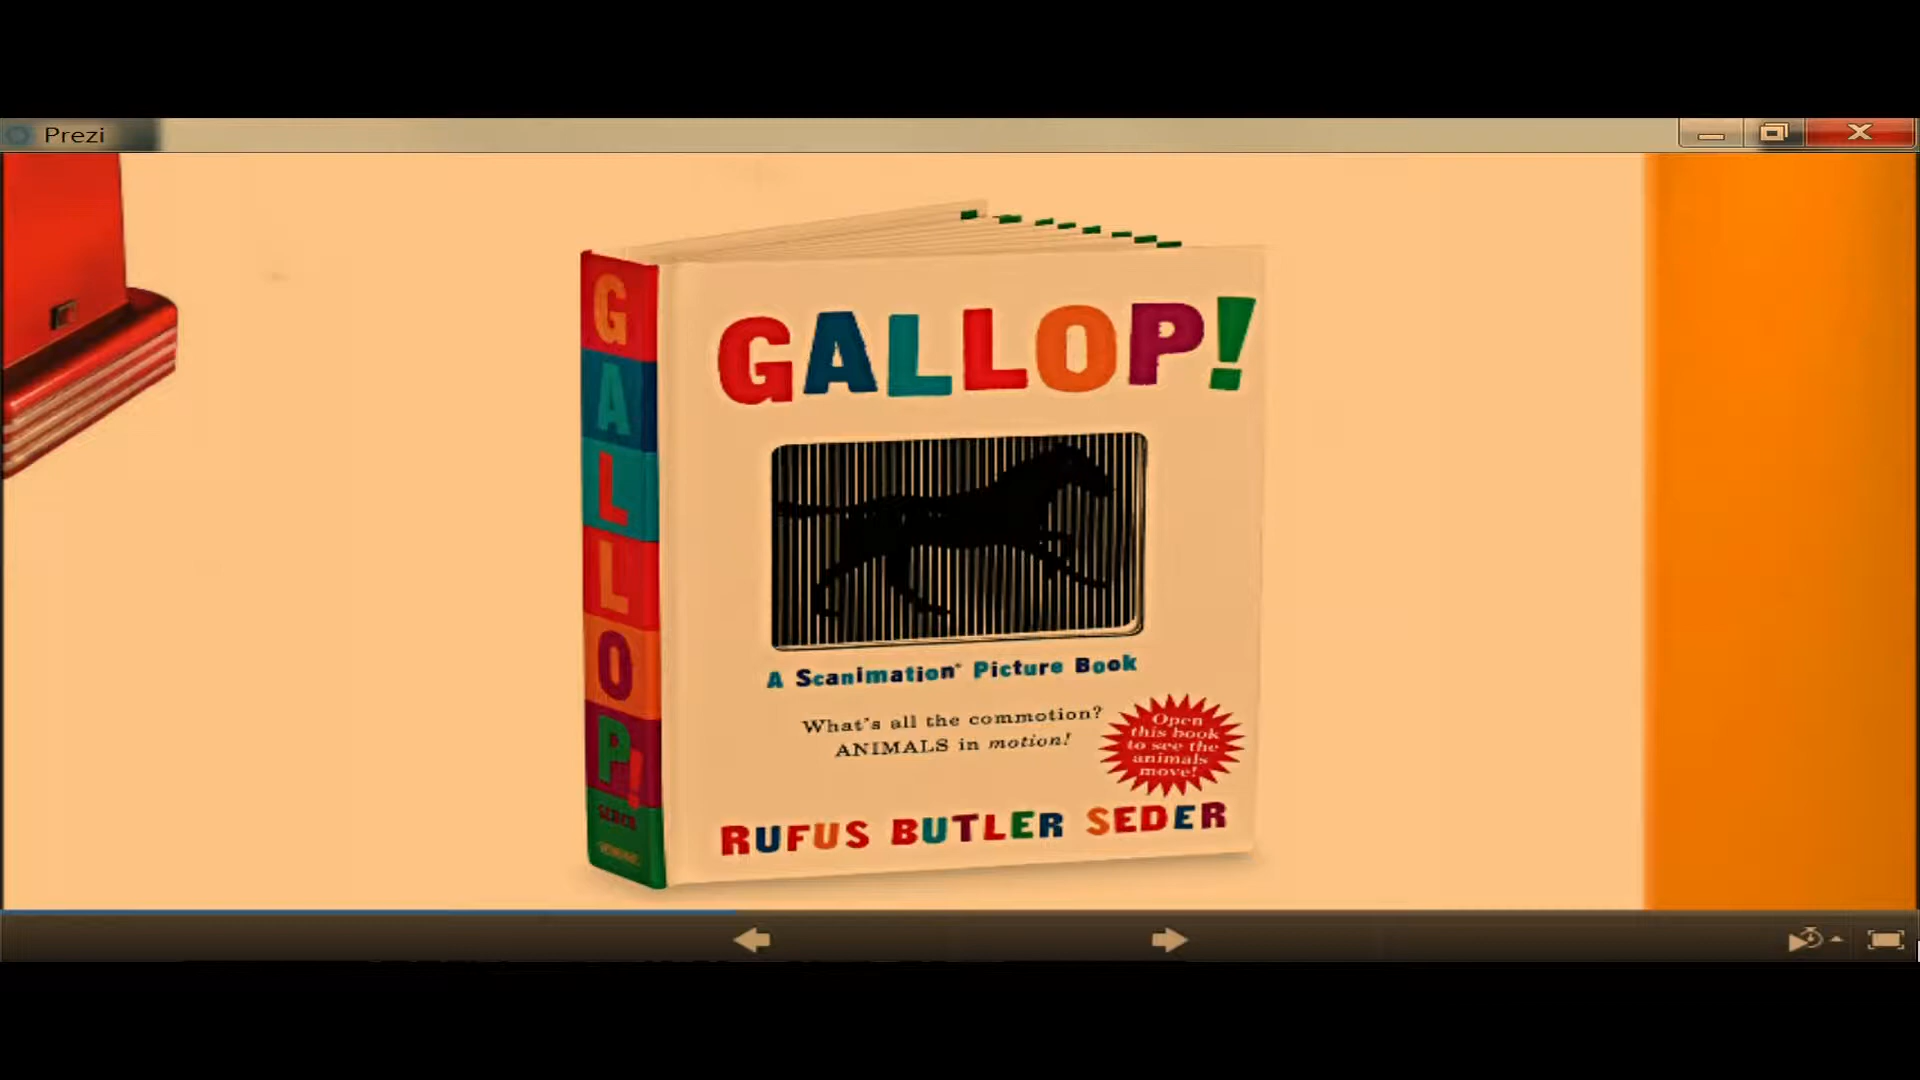 Prezi
GALLOP!
SEDER
GALLOP!
A Scanimation® Picture Book
What's all the commotion?
ANIMALS in motion!
Open
this book
to see the
animals
move!
RUFUS BUTLER SEDER